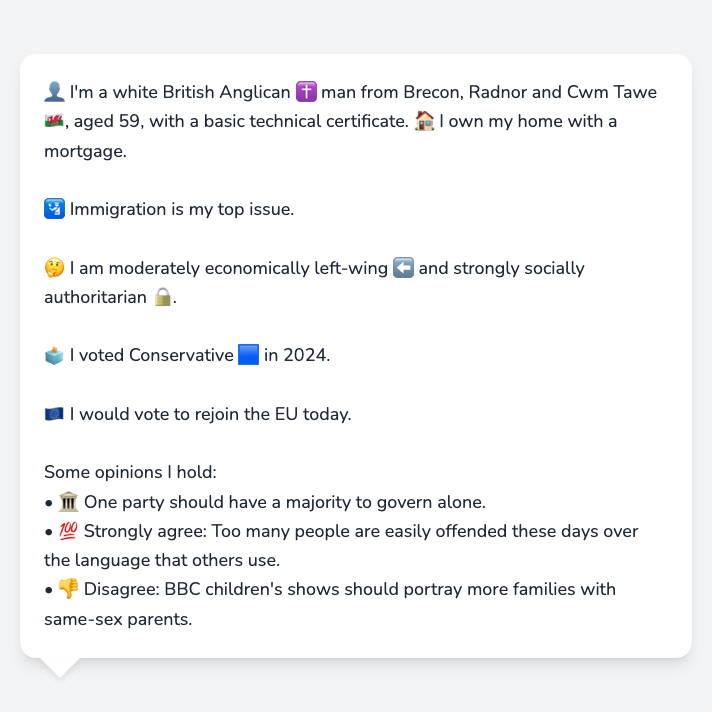 👤 I'm a white British Anglican ✝️ man from Brecon, Radnor and Cwm Tawe
🏴󠁧󠁢󠁷󠁬󠁳󠁿, aged 59, with a basic technical certificate. 🏠 I own my home with a
mortgage.
🛂 Immigration is my top issue.
🤔 I am moderately economically left-wing ⬅️ and strongly socially
authoritarian 🔒.
🗳️ I voted Conservative 🟦 in 2024.
🇪🇺 I would vote to rejoin the EU today.
Some opinions I hold:
• 🏛️ One party should have a majority to govern alone.
• 💯 Strongly agree: Too many people are easily offended these days over
the language that others use.
• 👎 Disagree: BBC children's shows should portray more families with
same-sex parents.